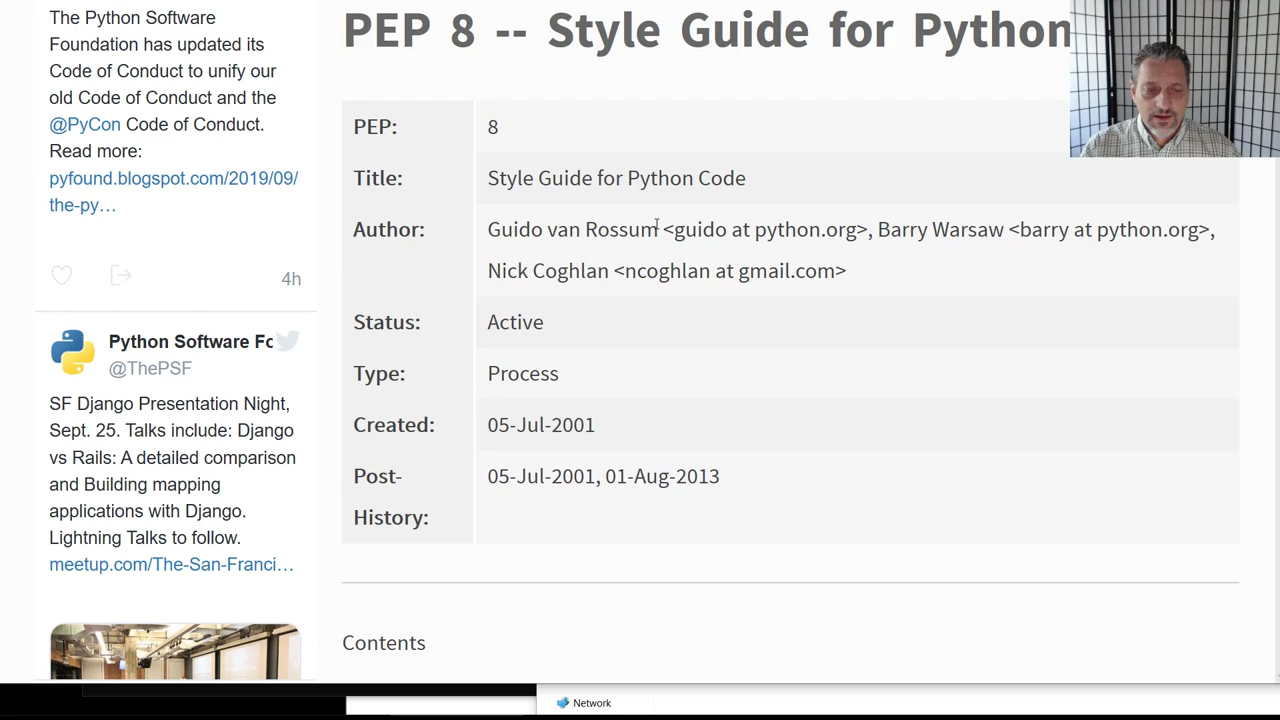 The Python Software
Foundation has updated its
Code of Conduct to unify our
old Code of Conduct and the
@PyCon Code of Conduct.
Read more:
pyfound.blogspot.com/2019/09/
the-py…
4h
Python Software Fo
@ThePSF
SF Django Presentation Night,
Sept. 25. Talks include: Django
vs Rails: A detailed comparison
and Building mapping
applications with Django.
Lightning Talks to follow.
meetup.com/The-San-Franci…
PEP 8 -- Style Guide for Python
PEP: 8
Title: Style Guide for Python Code
Author: Guido van Rossum <guido at python.org>, Barry Warsaw <barry at python.org>,
Nick Coghlan <ncoghlan at gmail.com>
Status: Active
Type: Process
Created: 05-Jul-2001
Post- 05-Jul-2001, 01-Aug-2013
History:
Contents
Network